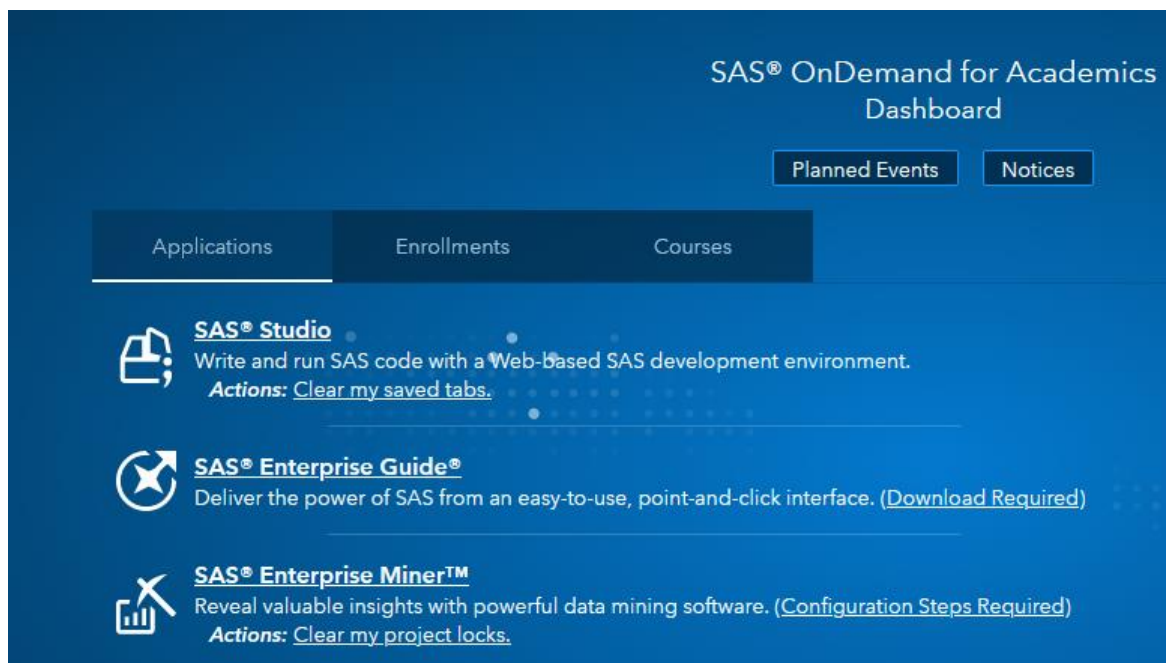 SAS® OnDemand for Academics
Dashboard
Planned Events Notices
Applications Enrollments Courses
SAS® Studio
Write and run SAS code with a Web-based SAS development environment.
Actions: Clear my saved tabs.
SAS® Enterprise Guide®
Deliver the power of SAS from an easy-to-use, point-and-click interface. (Download Required)
SAS® Enterprise Miner™
Reveal valuable insights with powerful data mining software. (Configuration Steps Required)
Actions: Clear my project locks.